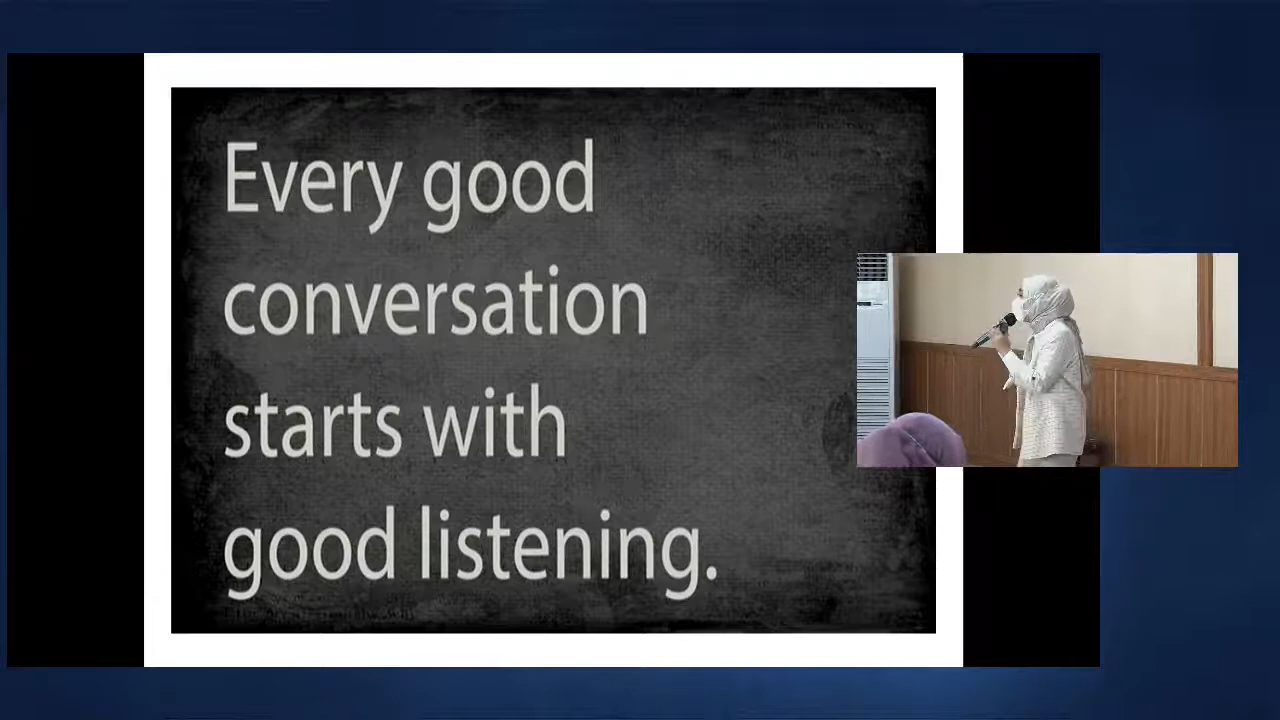 Every good
conversation
starts with
good listening.